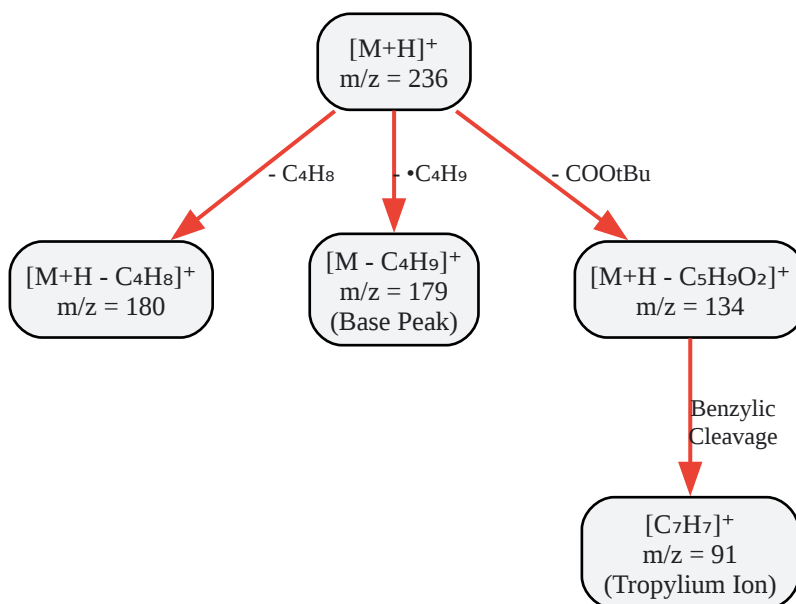 [M+H]⁺
m/z = 236
- C₄H₈
- •C₄H₉
- COOtBu
[M+H - C₄H₈]⁺
m/z = 180
[M - C₄H₉]⁺
m/z = 179
(Base Peak)
[M+H - C₅H₉O₂]⁺
m/z = 134
Benzylic
Cleavage
[C₇H₇]⁺
m/z = 91
(Tropylium Ion)